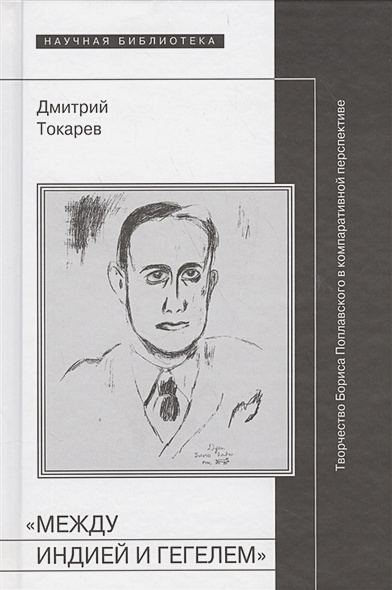 НАУЧНАЯ БИБЛИОТЕКА
Дмитрий
Токарев
«МЕЖДУ
ИНДИЕЙ И ГЕГЕЛЕМ»
Творчество Бориса Поплавского в компаративной перспективе